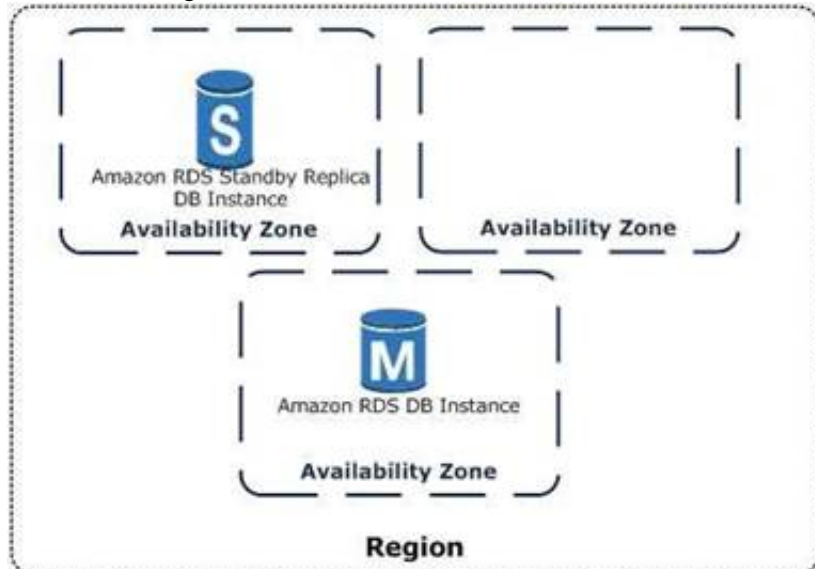 S
Amazon RDS Standby Replica
DB Instance
Availability Zone
Availability Zone
M
Amazon RDS DB Instance
Availability Zone
Region